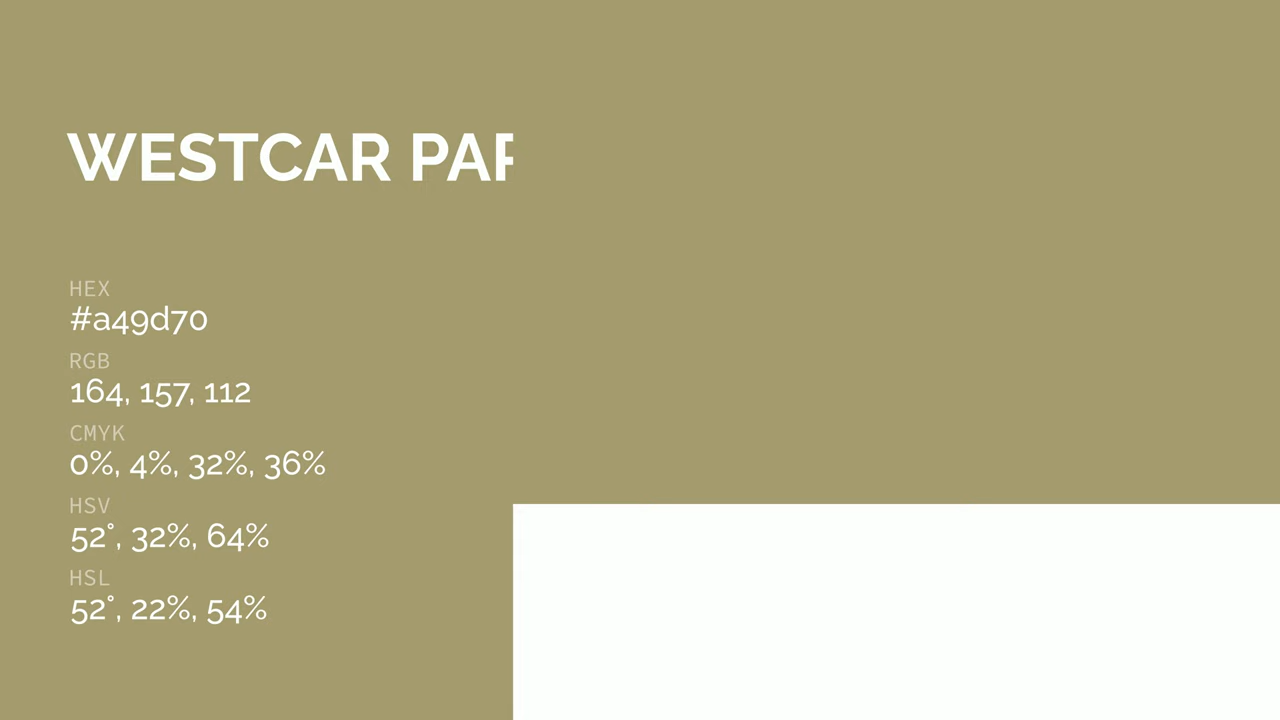 WESTCAR PAR
HEX
#a49d70
RGB
164, 157, 112
CMYK
0%, 4%, 32%, 36%
HSV
52°, 32%, 64%
HSL
52°, 22%, 54%